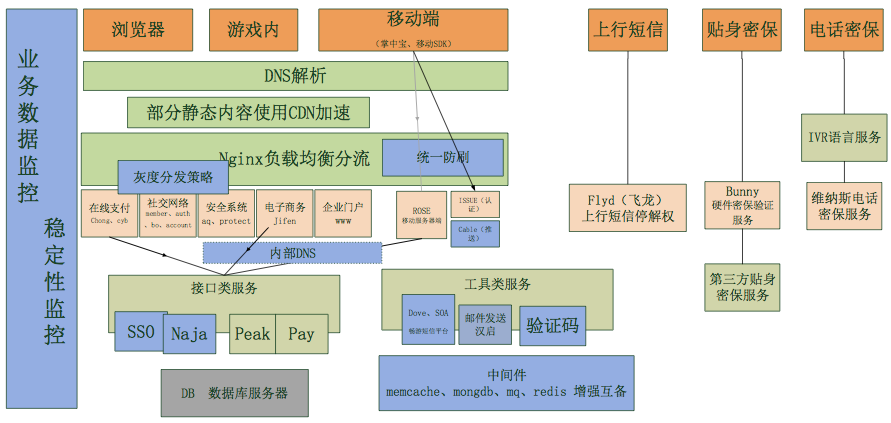 业务数据监控
稳定性监控
浏览器
游戏内
移动端
(掌中宝、移动SDK)
上行短信
贴身密保
电话密保
DNS解析
部分静态内容使用CDN加速
Nginx负载均衡分流
统一防刷
灰度分发策略
IVR语言服务
在线支付
Chong、cyb
社交网络
member、auth
、bo、account
安全系统
aq、protect
电子商务
Jifen
企业门户
www
ROSE
移动服务器端
ISSUE(认
证)
Cable(推
送)
Flyd(飞龙)
上行短信停解权
Bunny
硬件密保验证
服务
维纳斯电话
密保服务
内部DNS
接口类服务
SSO
Naja
Peak
Pay
工具类服务
Dove、SOA
畅游短信平台
邮件发送
汉启
验证码
第三方贴身
密保服务
DB 数据库服务器
中间件
memcache、mongdb、mq、redis 增强互备